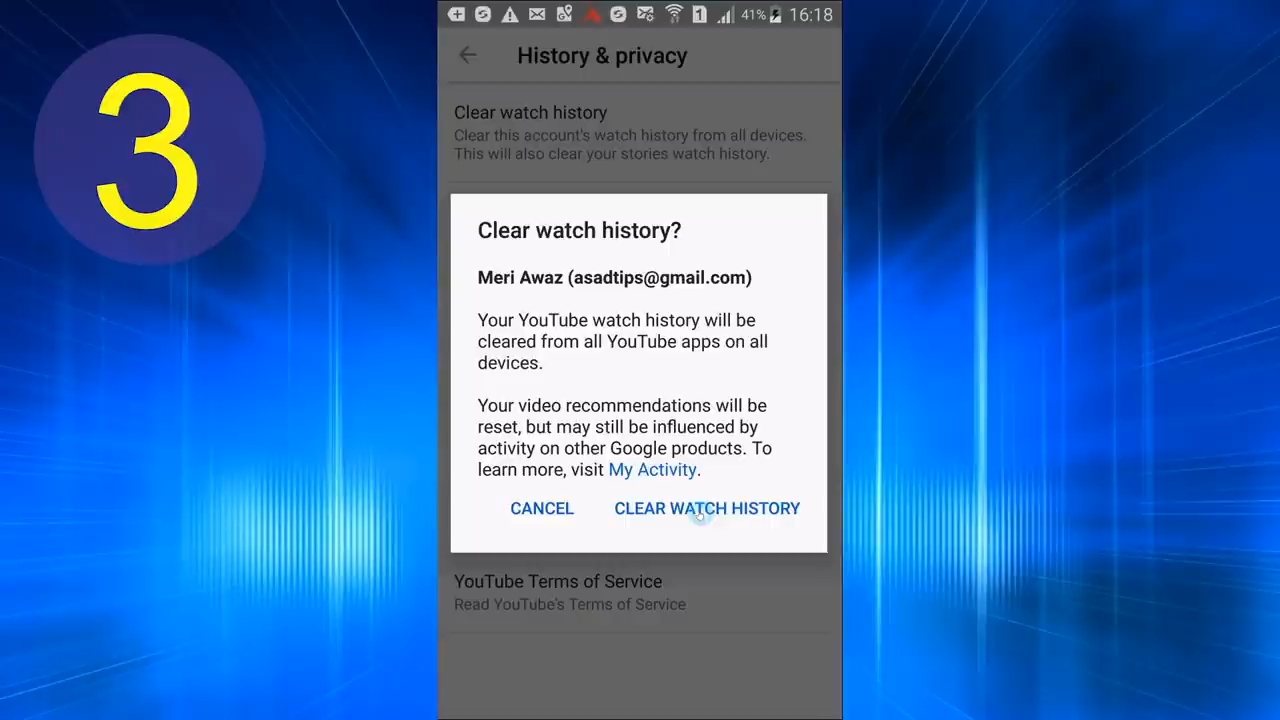 3
1 41% 16:18
History & privacy
Clear watch history
Clear this account's watch history from all devices.
This will also clear your stories watch history.
Clear watch history?
Meri Awaz (asadtips@gmail.com)
Your YouTube watch history will be
cleared from all YouTube apps on all
devices.
Your video recommendations will be
reset, but may still be influenced by
activity on other Google products. To
learn more, visit My Activity.
CANCEL CLEAR WATCH HISTORY
YouTube Terms of Service
Read YouTube's Terms of Service